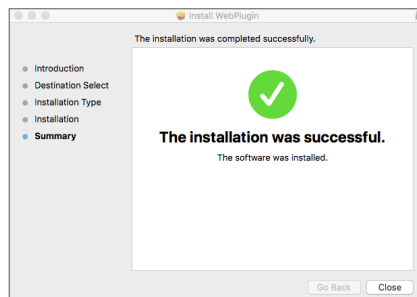 Install WebPlugin
The installation was completed successfully.
Introduction
Destination Select
Installation Type
Installation
Summary
The installation was successful.
The software was installed.
Go Back
Close